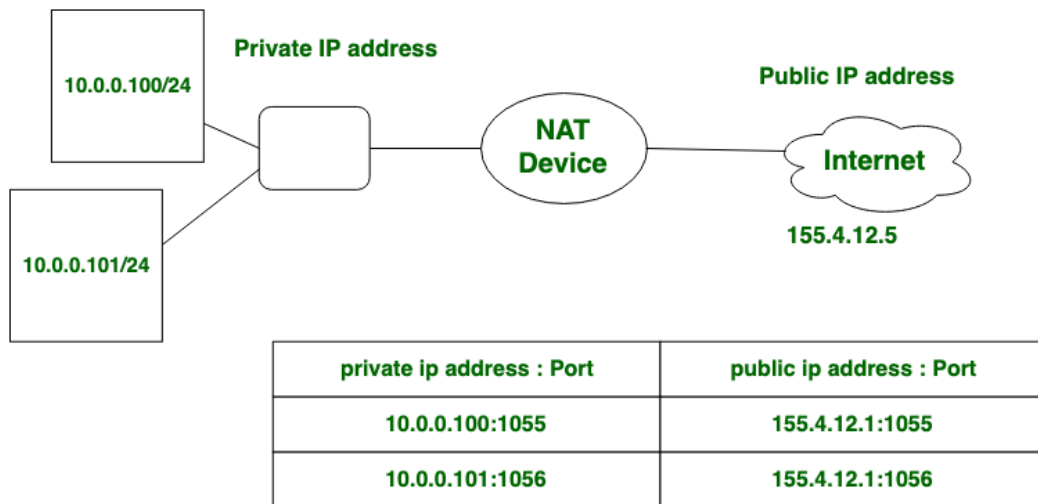 Private IP address
10.0.0.100/24
Public IP address
NAT
Device
Internet
155.4.12.5
10.0.0.101/24
private ip address : Port public ip address : Port
10.0.0.100:1055 155.4.12.1:1055
10.0.0.101:1056 155.4.12.1:1056